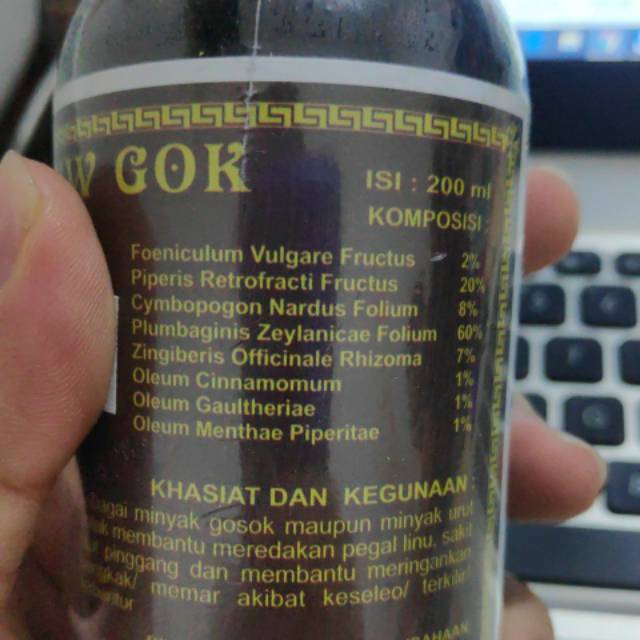 GOK
ISI : 200 ml
KOMPOSISI :
Foeniculum Vulgare Fructus 2%
Piperis Retrofracti Fructus 20%
Cymbopogon Nardus Folium 8%
Plumbaginis Zeylanicae Folium 60%
Zingiberis Officinale Rhizoma 7%
Oleum Cinnamomum 1%
Oleum Gaultheriae 1%
Oleum Menthae Piperitae 1%
KHASIAT DAN KEGUNAAN :
minyak gosok maupun minyak urut
membantu meredakan pegal linu, sakit
pinggang dan membantu meringankan
memar akibat keseleo/ terkilir